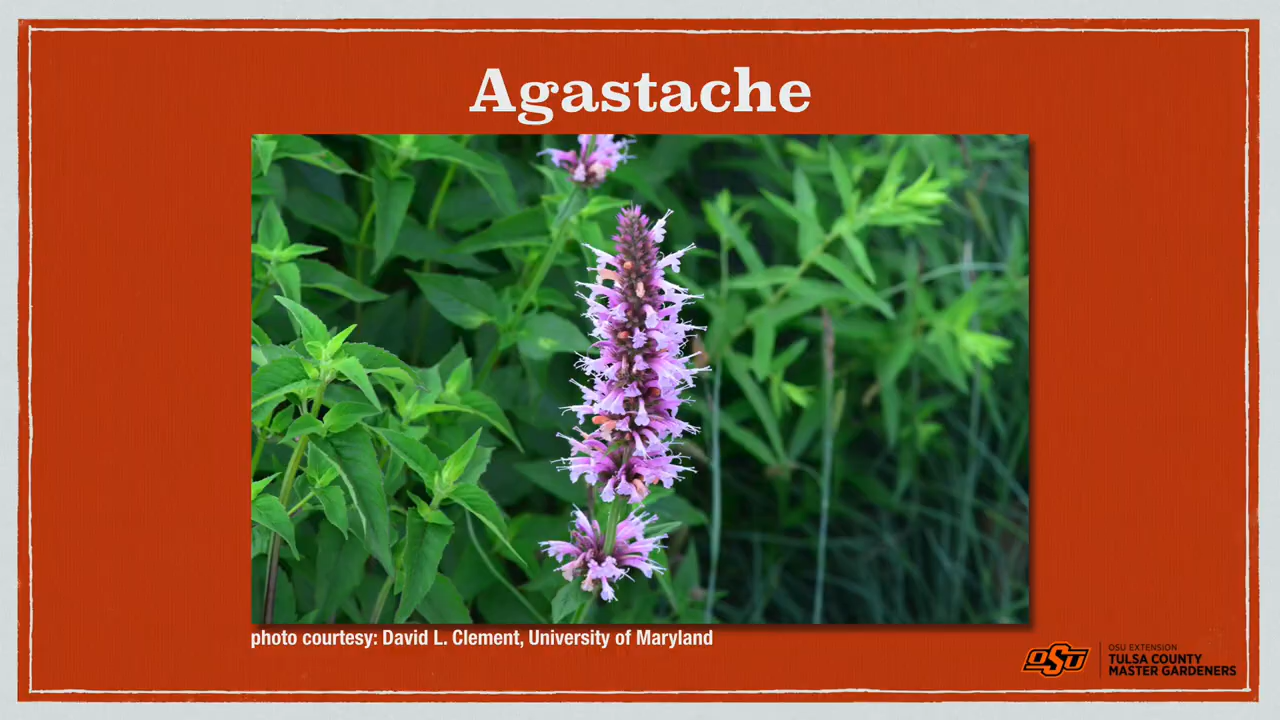 Agastache
photo courtesy: David L. Clement, University of Maryland
OSU
OSU EXTENSION
TULSA COUNTY
MASTER GARDENERS